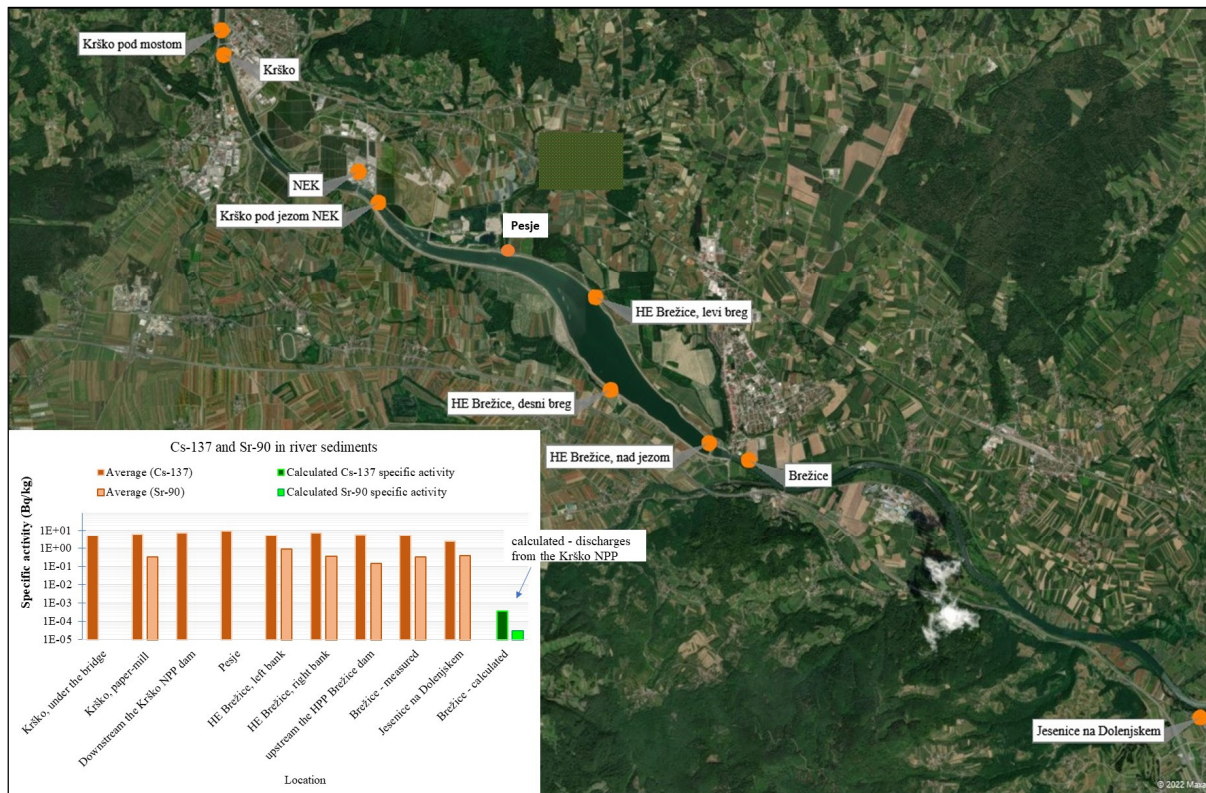 Krško pod mostom
Krško
NEK
Krško pod jezom NEK
Pesje
HE Brežice, levi breg
HE Brežice, desni breg
HE Brežice, nad jezom
Brežice
Jesenice na Dolenjskem
Cs-137 and Sr-90 in river sediments
Average (Cs-137)
Calculated Cs-137 specific activity
Average (Sr-90)
Calculated Sr-90 specific activity
calculated - discharges
from the Krško NPP
Specific activity (Bq/kg)
1E+01
1E+00
1E-01
1E-02
1E-03
1E-04
1E-05
Krško, under the bridge
Krško, paper-mill
Downstream the Krško NPP dam
Pesje
HE Brežice, left bank
HE Brežice, right bank
upstream the HPP Brežice dam
Brežice - measured
Jesenice na Dolenjskem
Brežice - calculated
Location
© 2022 Maxa